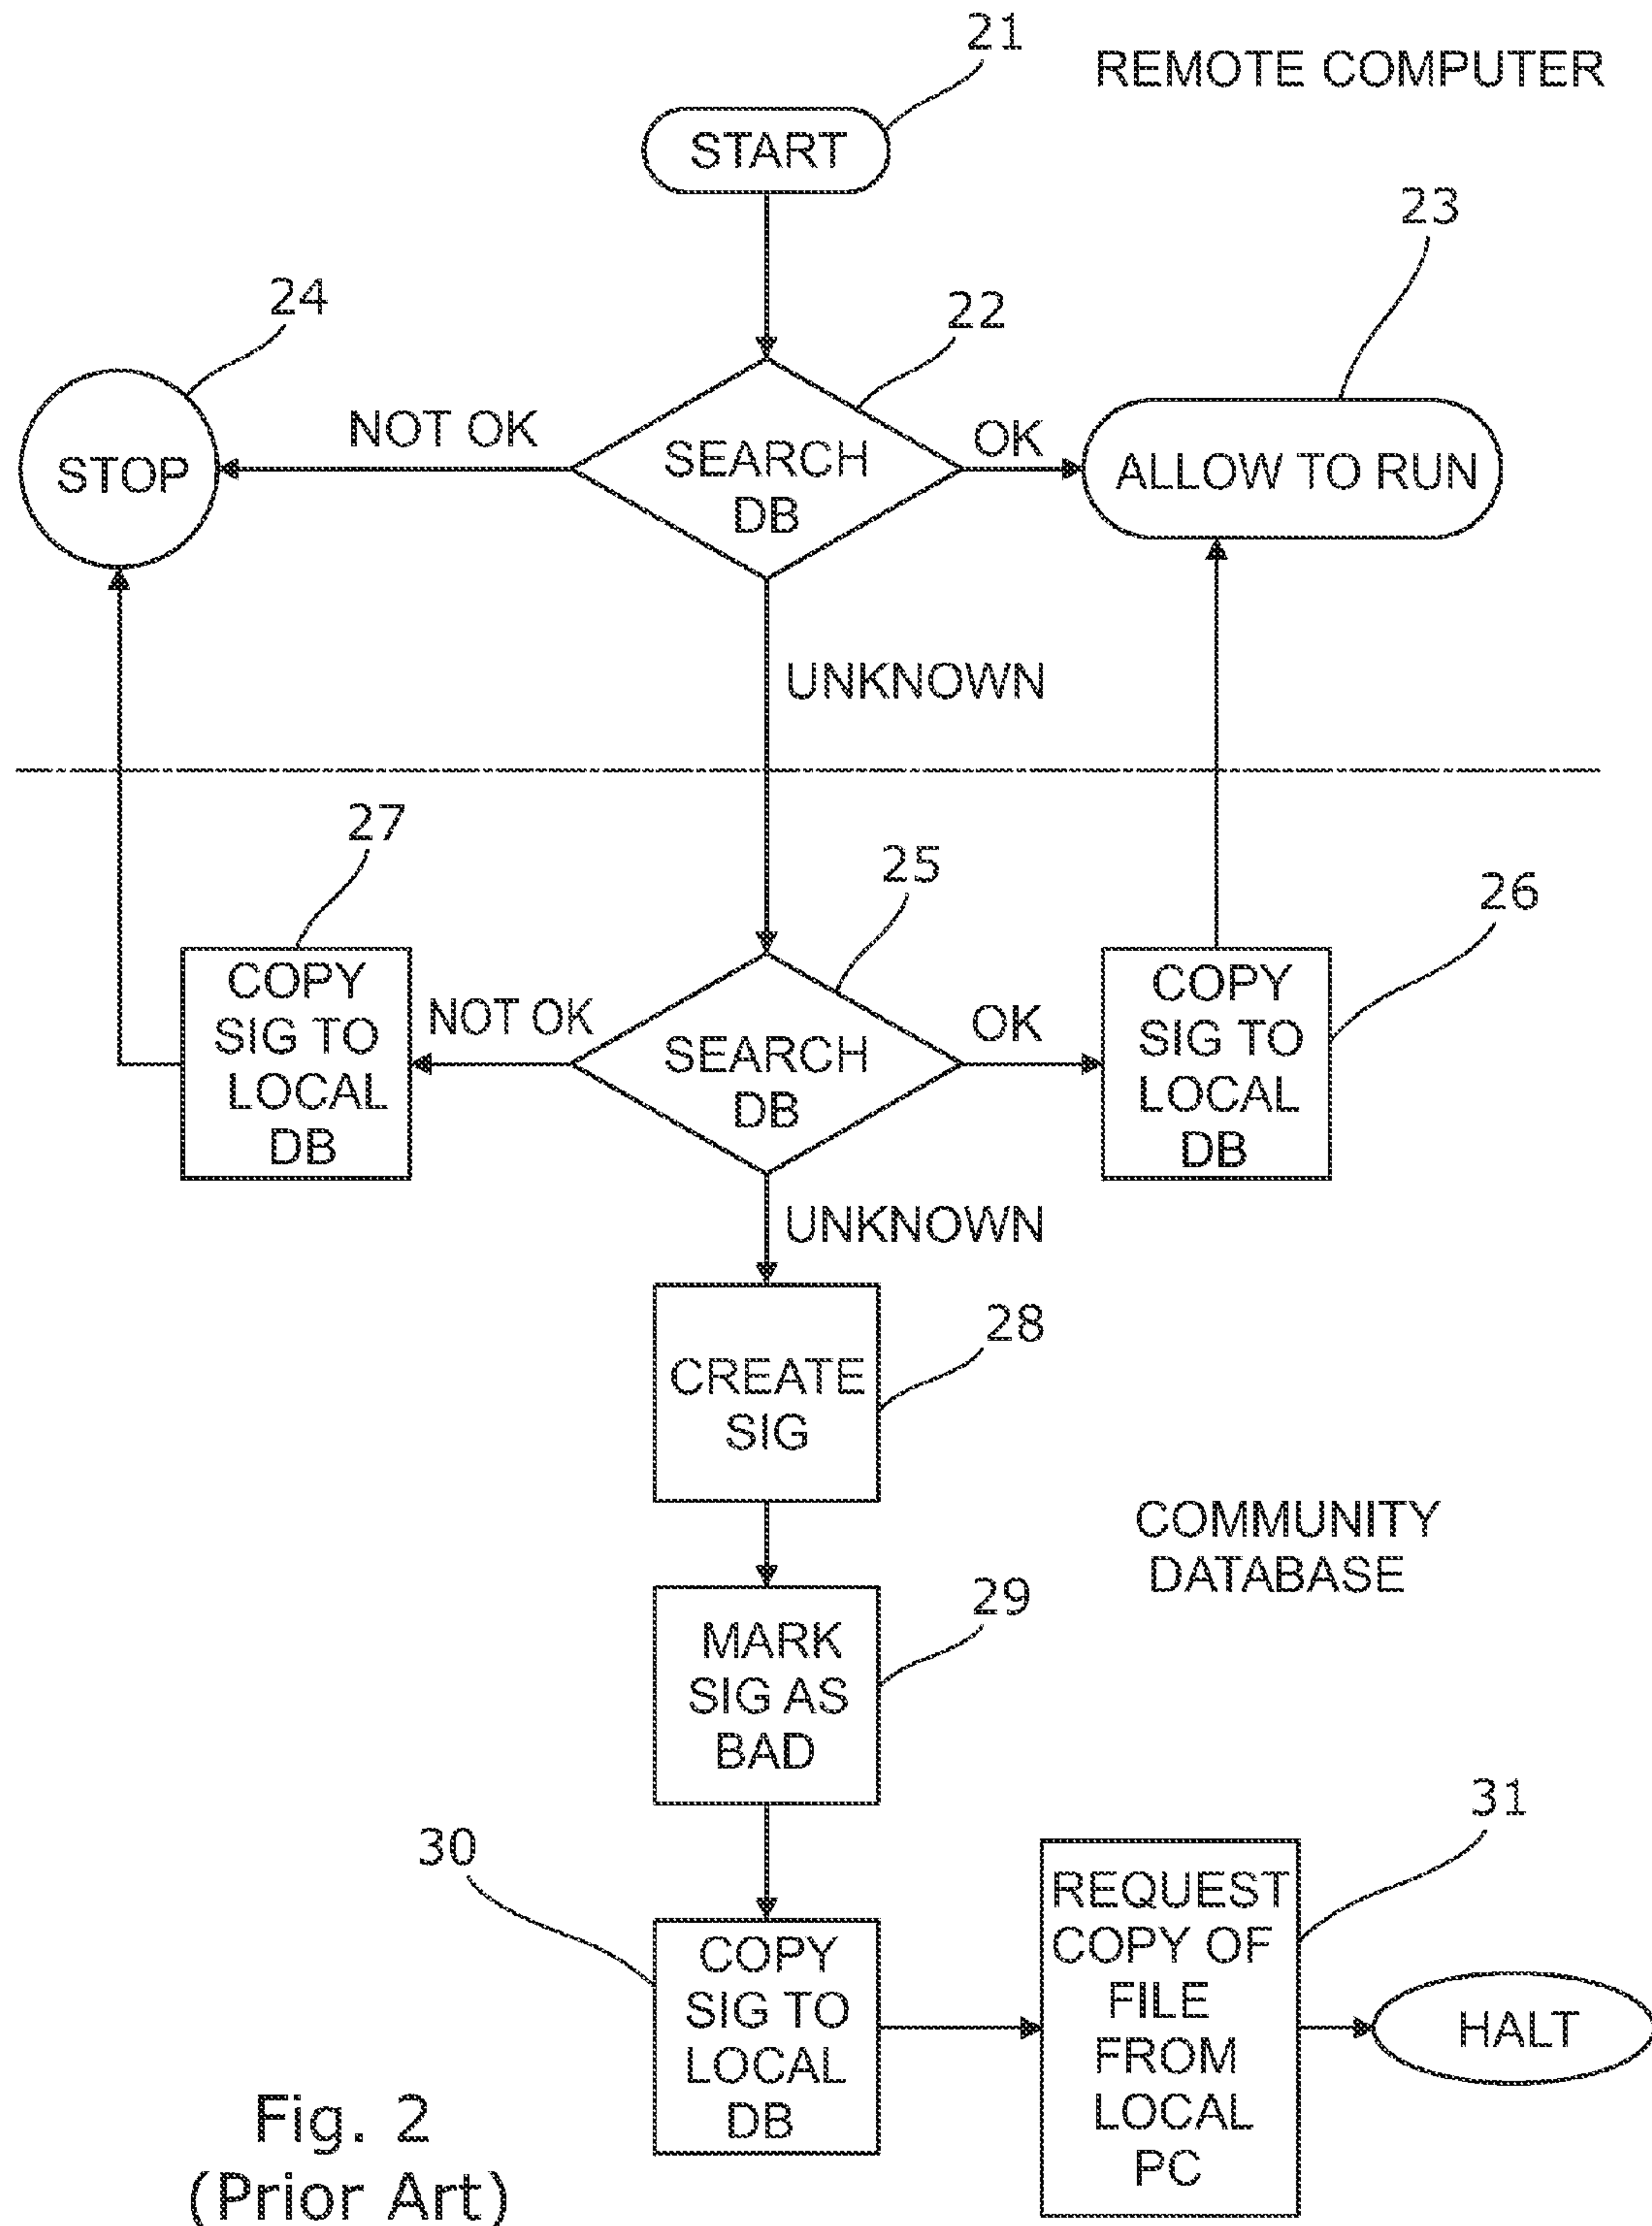 21
REMOTE COMPUTER
START
23
24
22
NOT OK
OK
STOP
SEARCH
DB
ALLOW TO RUN
UNKNOWN
27
25
26
COPY
SIG TO
LOCAL
DB
NOT OK
SEARCH
DB
OK
COPY
SIG TO
LOCAL
DB
UNKNOWN
28
CREATE
SIG
COMMUNITY
DATABASE
29
MARK
SIG AS
BAD
30
31
COPY
SIG TO
LOCAL
DB
REQUEST
COPY OF
FILE
FROM
LOCAL
PC
HALT
Fig. 2
(Prior Art)